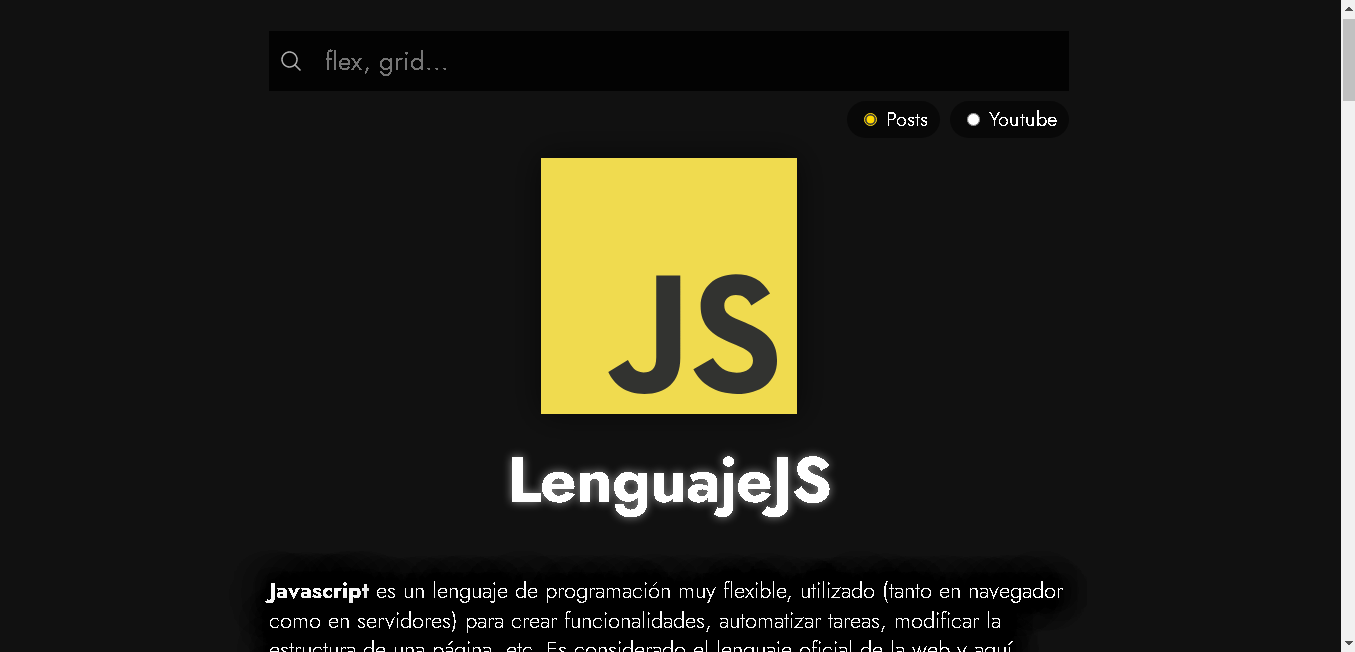 flex, grid...
Posts
Youtube
JS
LenguajeJS
Javascript es un lenguaje de programación muy flexible, utilizado (tanto en navegador
como en servidores) para crear funcionalidades, automatizar tareas, modificar la
estructura de una página, etc. Es considerado el lenguaje oficial de la web y aquí